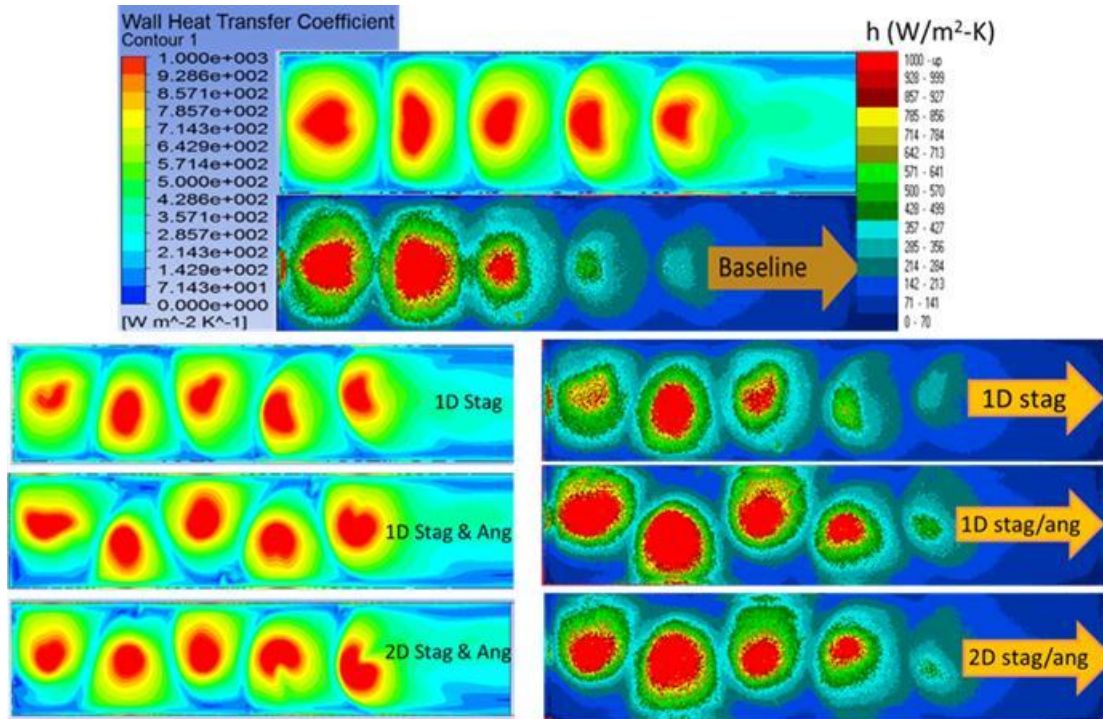 Wall Heat Transfer Coefficient
Contour 1
1.000e+003
9.286e+002
8.571e+002
7.857e+002
7.143e+002
6.429e+002
5.714e+002
5.000e+002
4.286e+002
3.571e+002
2.857e+002
2.143e+002
1.429e+002
7.143e+001
0.000e+000
[W m^-2 K^-1]
h (W/m²-K)
1000 - up
928 - 999
857 - 927
785 - 856
714 - 784
642 - 713
571 - 641
500 - 570
428 - 499
357 - 427
285 - 356
214 - 284
142 - 213
71 - 141
0 - 70
Baseline
1D Stag
1D stag
1D Stag & Ang
1D stag/ang
2D Stag & Ang
2D stag/ang